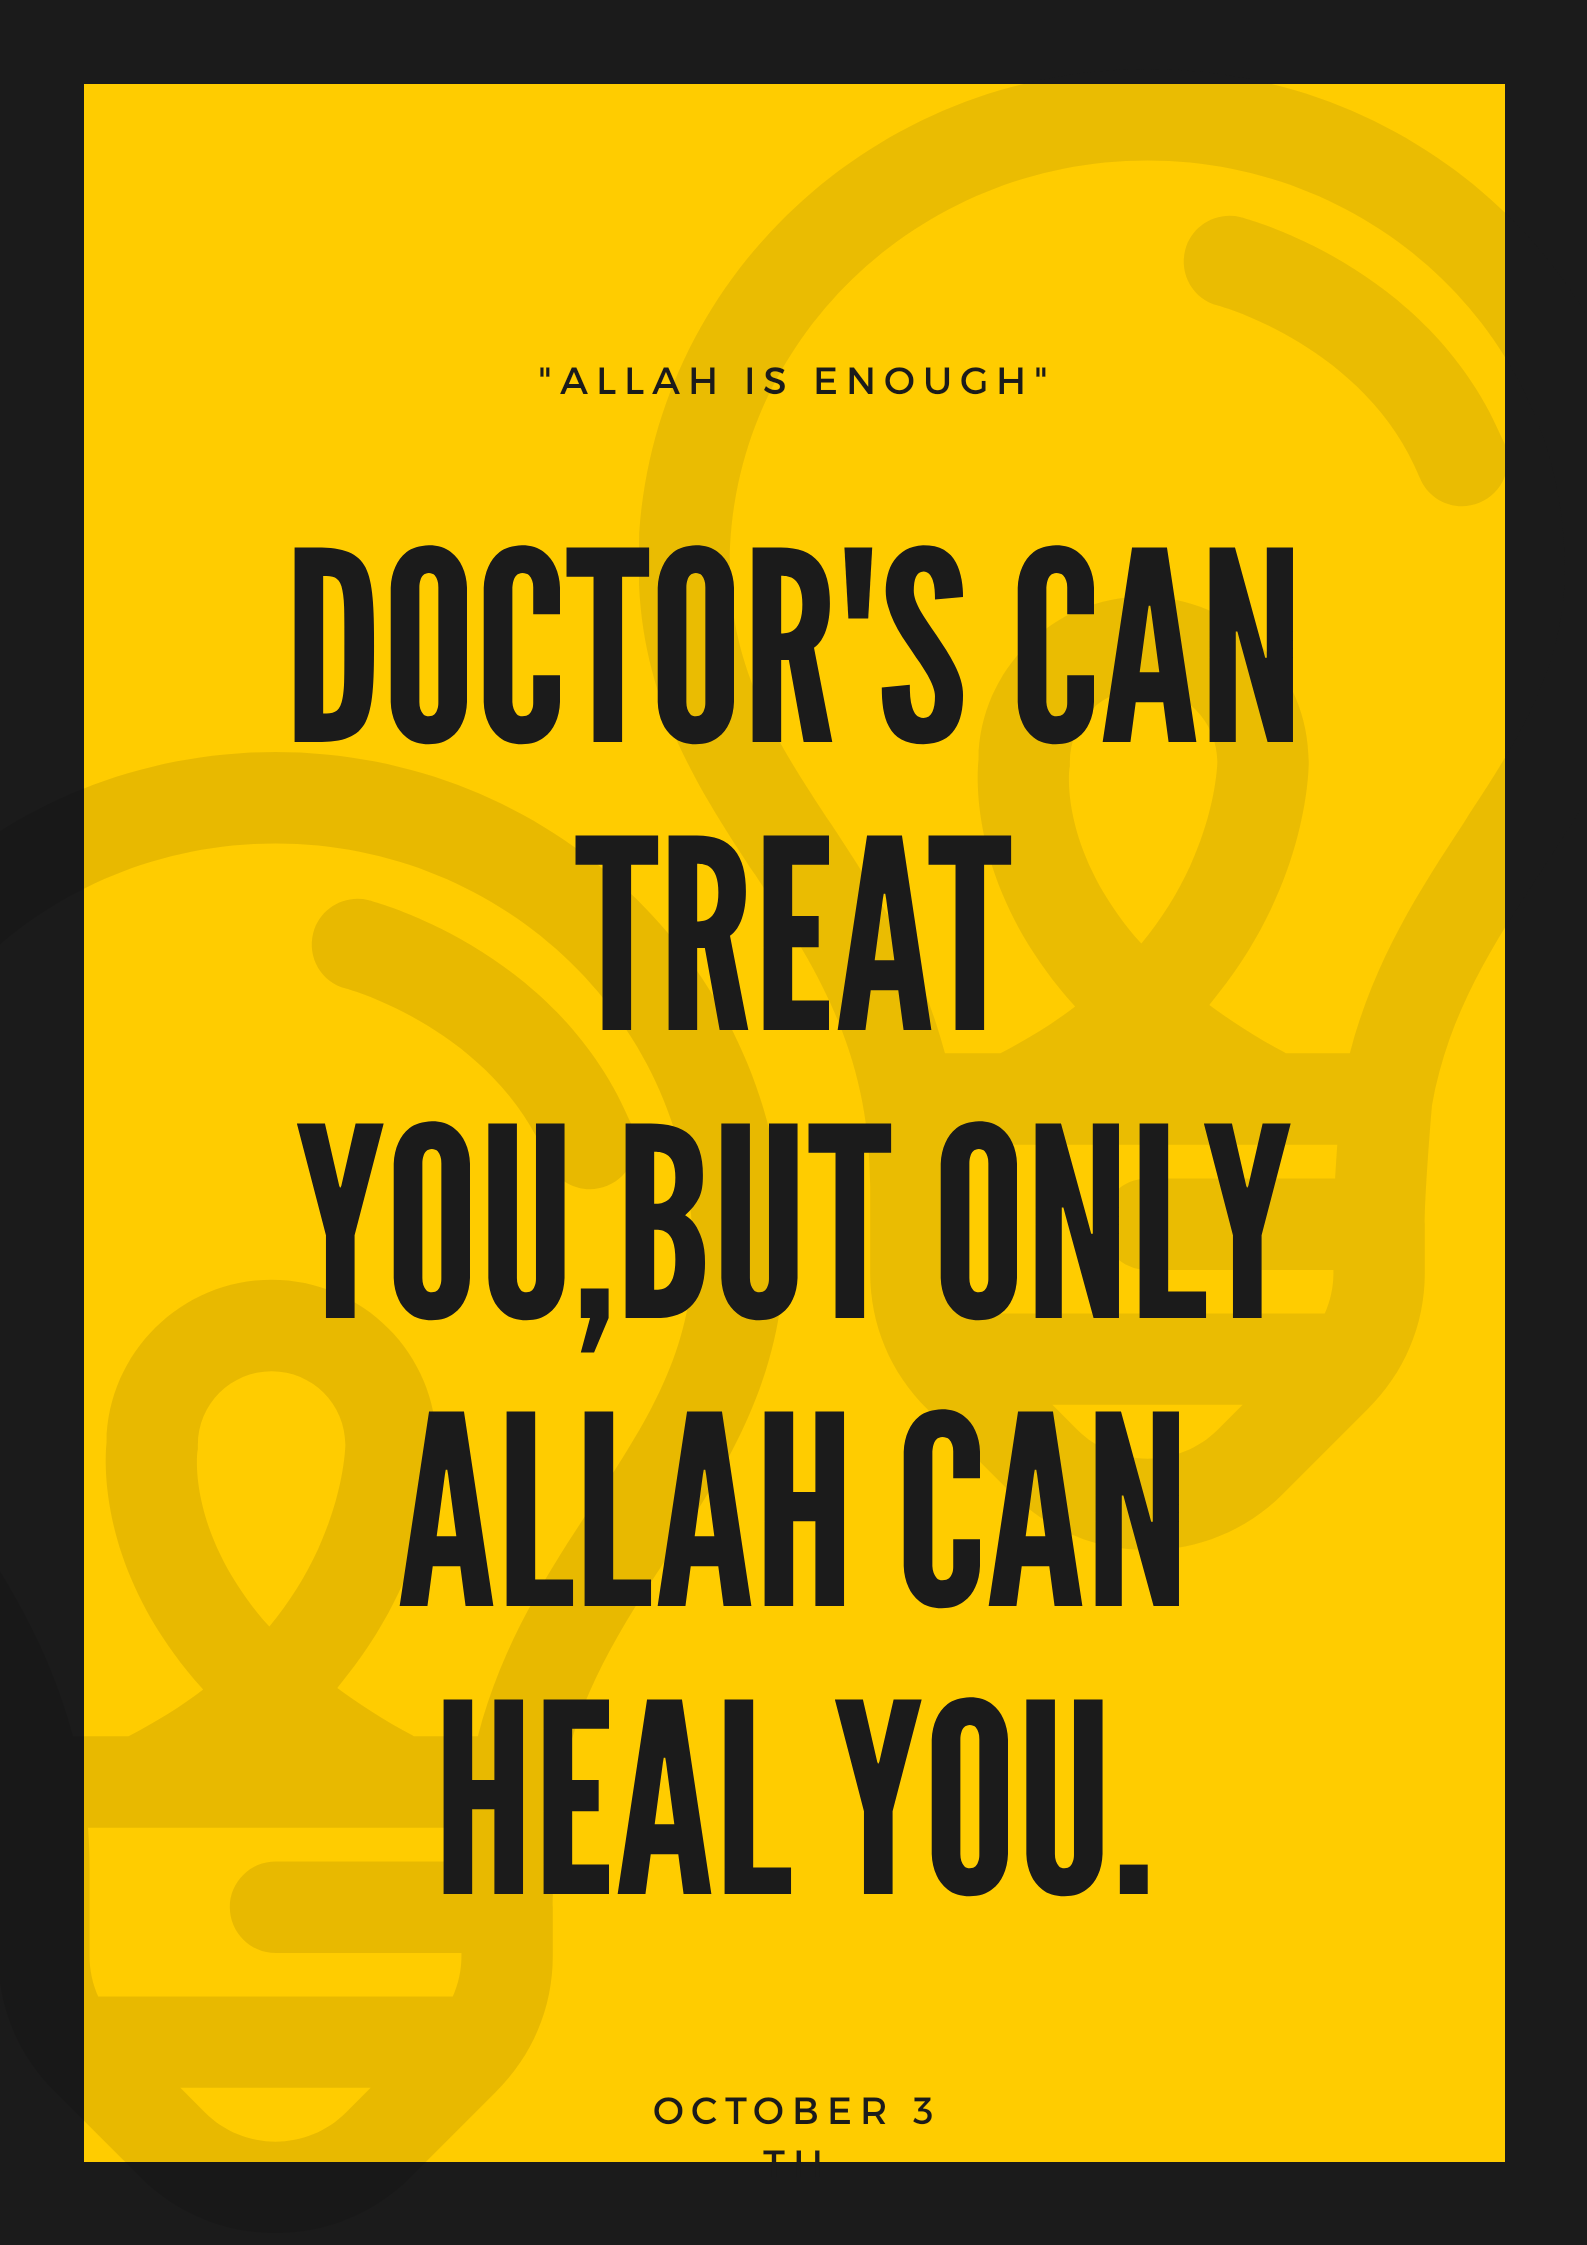 "ALLAH IS ENOUGH"
DOCTOR'S CAN
TREAT
YOU,BUT ONLY
ALLAH CAN
HEAL YOU.
OCTOBER 3